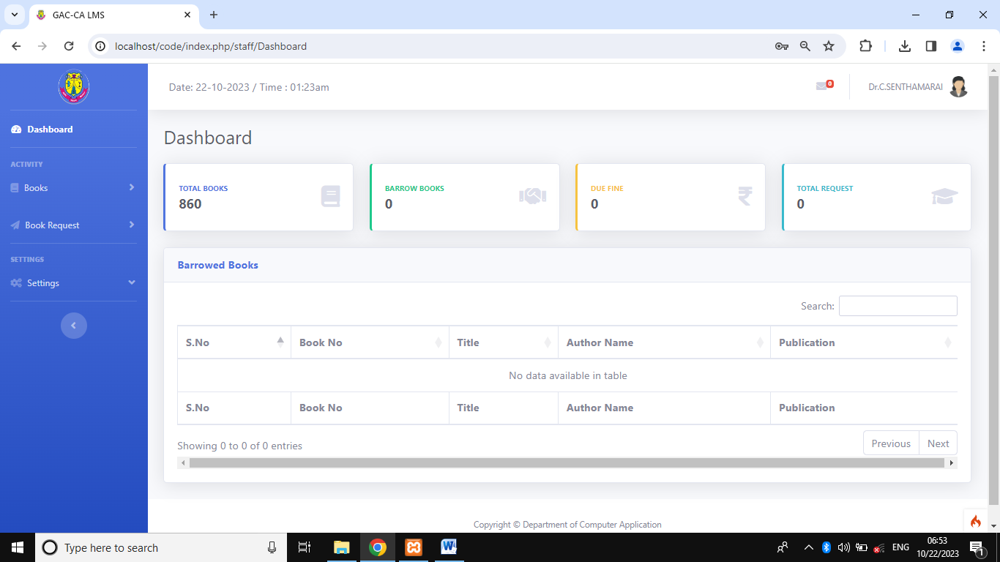 GAC-CA LMS
localhost/code/index.php/staff/Dashboard
Date: 22-10-2023 / Time : 01:23am
0
Dr.C.SENTHAMARAI
Dashboard
ACTIVITY
Books
Book Request
SETTINGS
Settings
Dashboard
TOTAL BOOKS
860
BARROW BOOKS
0
DUE FINE
0
TOTAL REQUEST
0
Barrowed Books
Search:
S.No Book No Title Author Name Publication
No data available in table
S.No Book No Title Author Name Publication
Showing 0 to 0 of 0 entries
Previous Next
Copyright © Department of Computer Application
Type here to search
ENG
06:53
10/22/2023
1